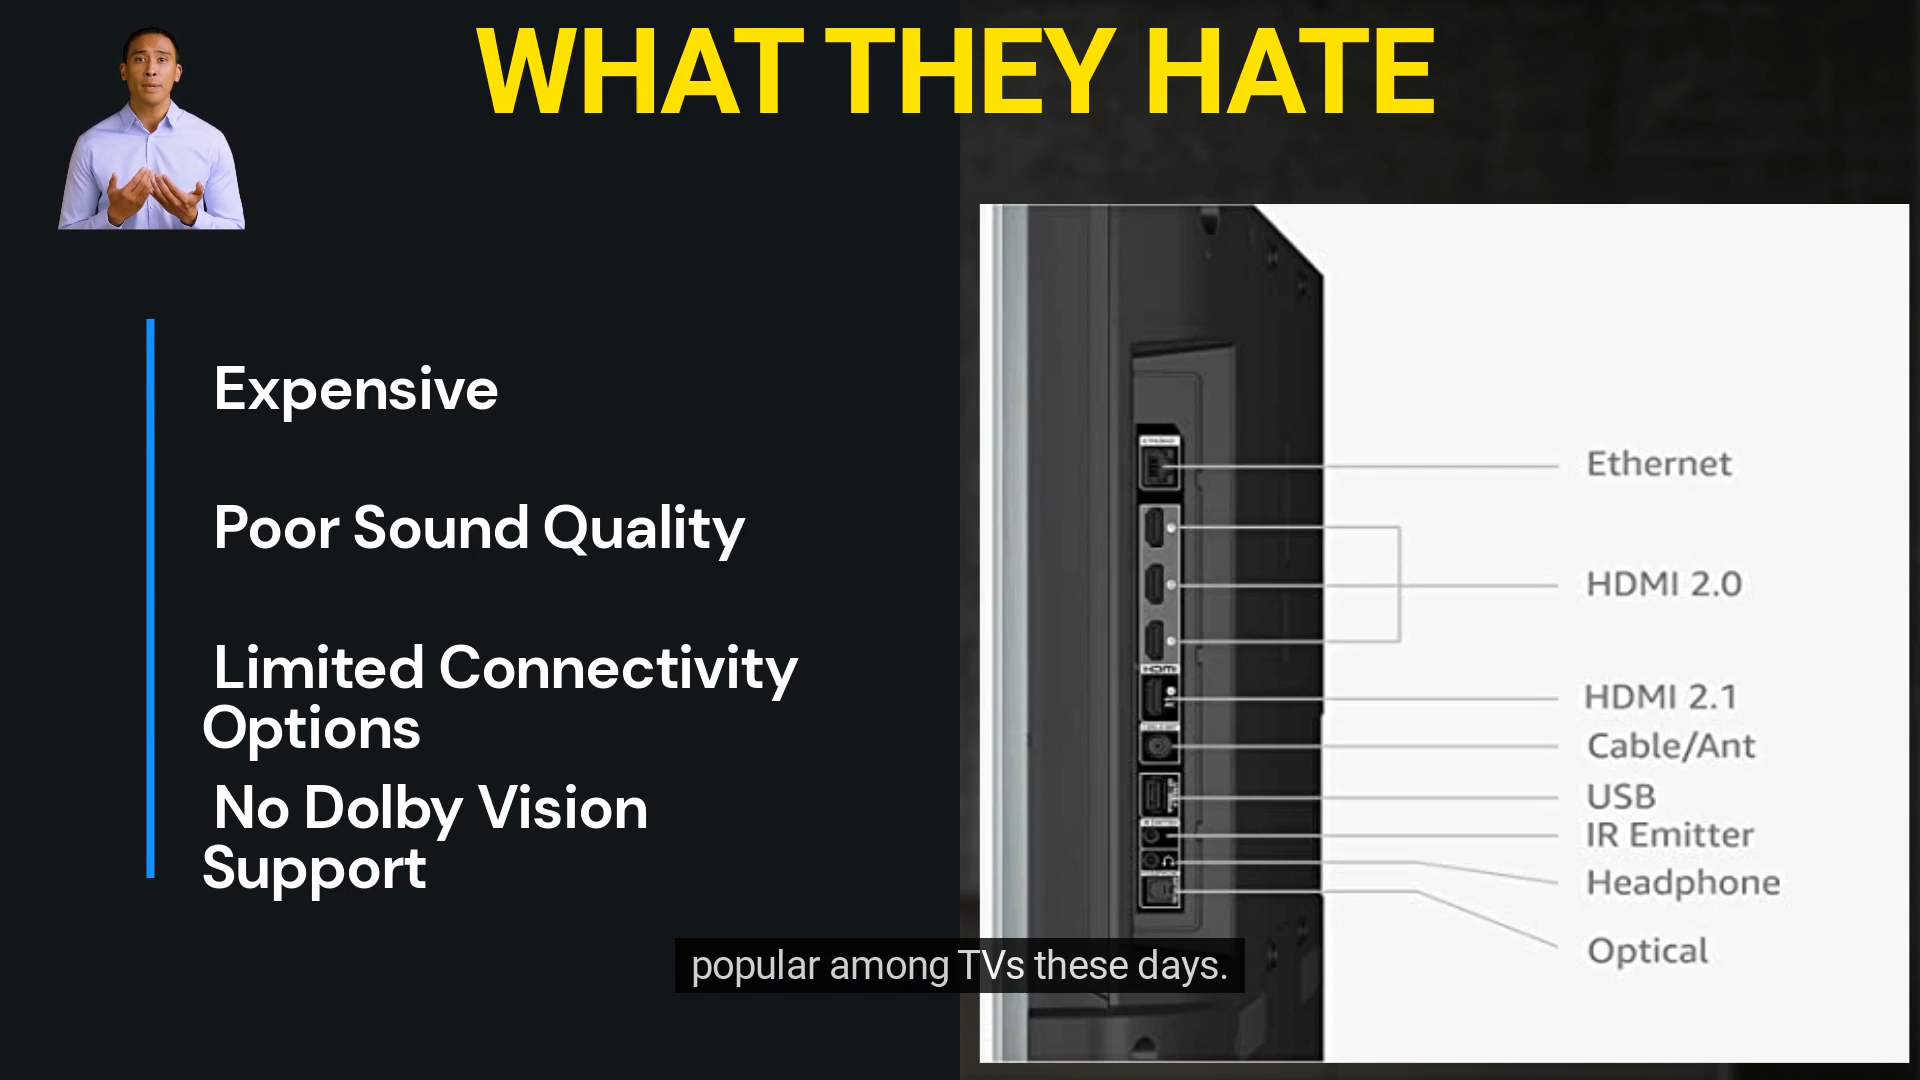 WHAT THEY HATE
Expensive
Poor Sound Quality
Limited Connectivity
Options
No Dolby Vision
Support
Ethernet
HDMI 2.0
HDMI 2.1
Cable/Ant
USB
IR Emitter
Headphone
Optical
HDMI
popular among TVs these days.